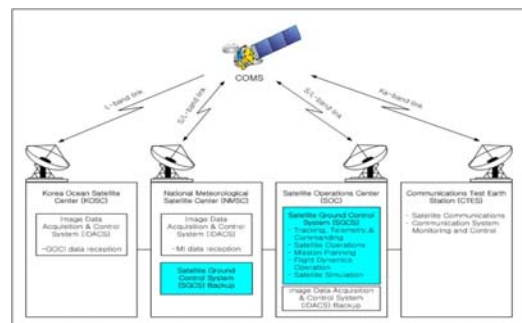 COMS
L-band link
S/L-band link
S/L-band link
Ka-band link
Korea Ocean Satellite
Center (KOSC)
Image Data
Acquisition & Control
System (IDACS)
-GOCI data reception
National Meteorological
Satellite Center (NMSC)
Image Data
Acquisition & Control
System (IDACS)
- MI data reception
Satellite Ground
Control System
(SGCS) Backup
Satellite Operations Center
(SOC)
Satellite Ground Control
System (SGCS)
- Tracking, Telemetry &
Commanding
- Satellite Operations
- Mission Planning
- Flight Dynamics
Operation
- Satellite Simulation
Image Data Acquisition
& Control System
(IDACS) Backup
Communications Test Earth
Station (CTES)
- Satellite Communications
- Communication System
Monitoring and Control